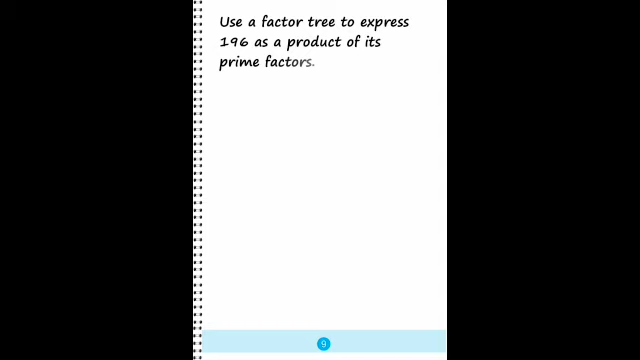 Use a factor tree to express
196 as a product of its
prime factors.
9